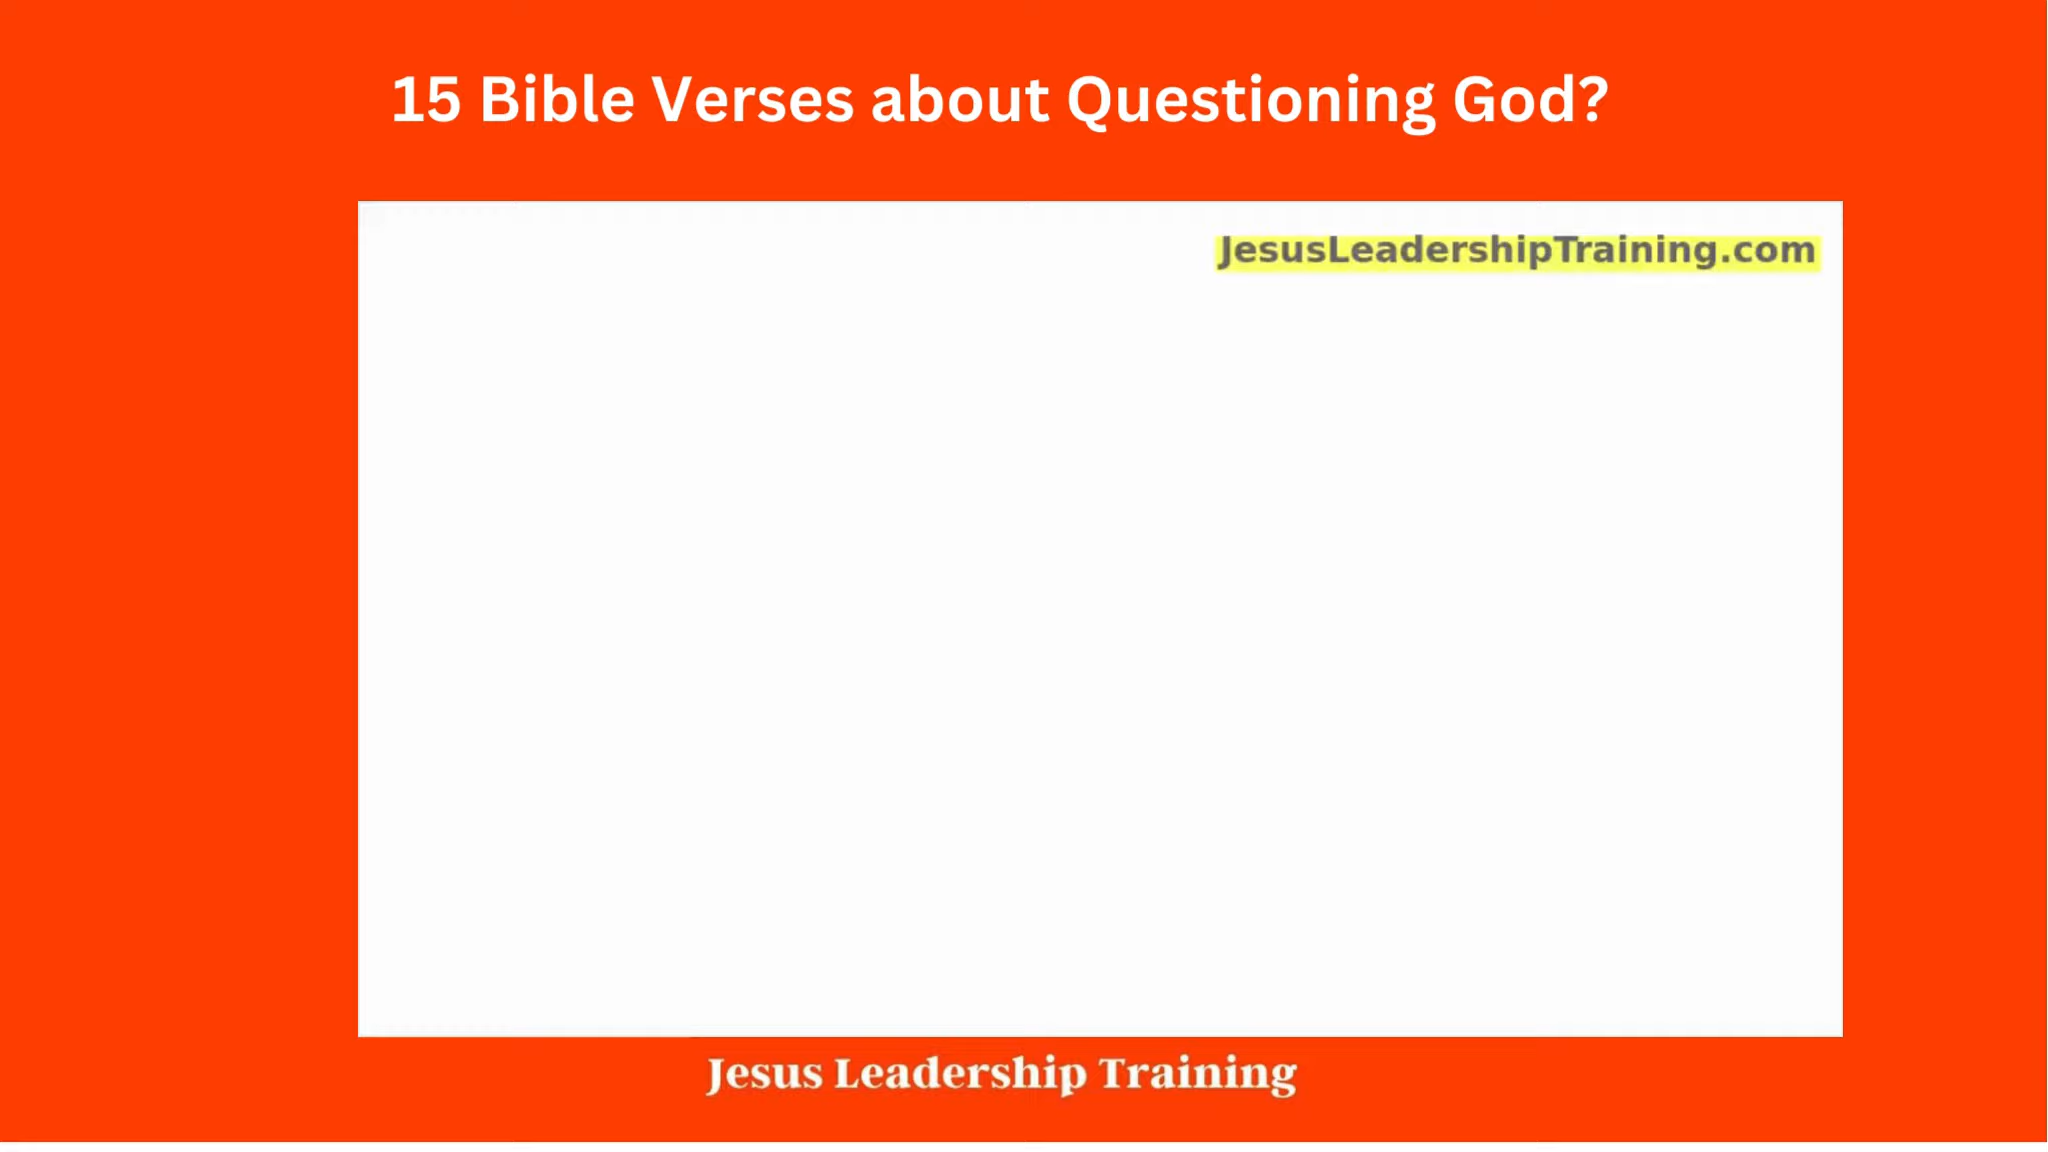 15 Bible Verses about Questioning God?
JesusLeadershipTraining.com
Jesus Leadership Training